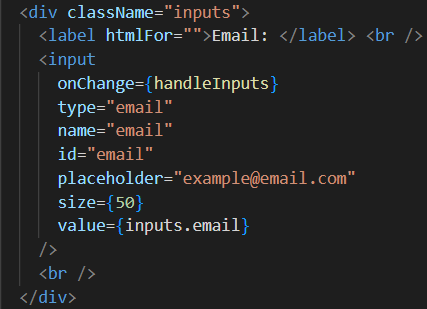 <div className="inputs">
<label htmlFor="">Email: </label> <br />
<input
onChange={handleInputs}
type="email"
name="email"
id="email"
placeholder="example@email.com"
size={50}
value={inputs.email}
/>
<br />
</div>